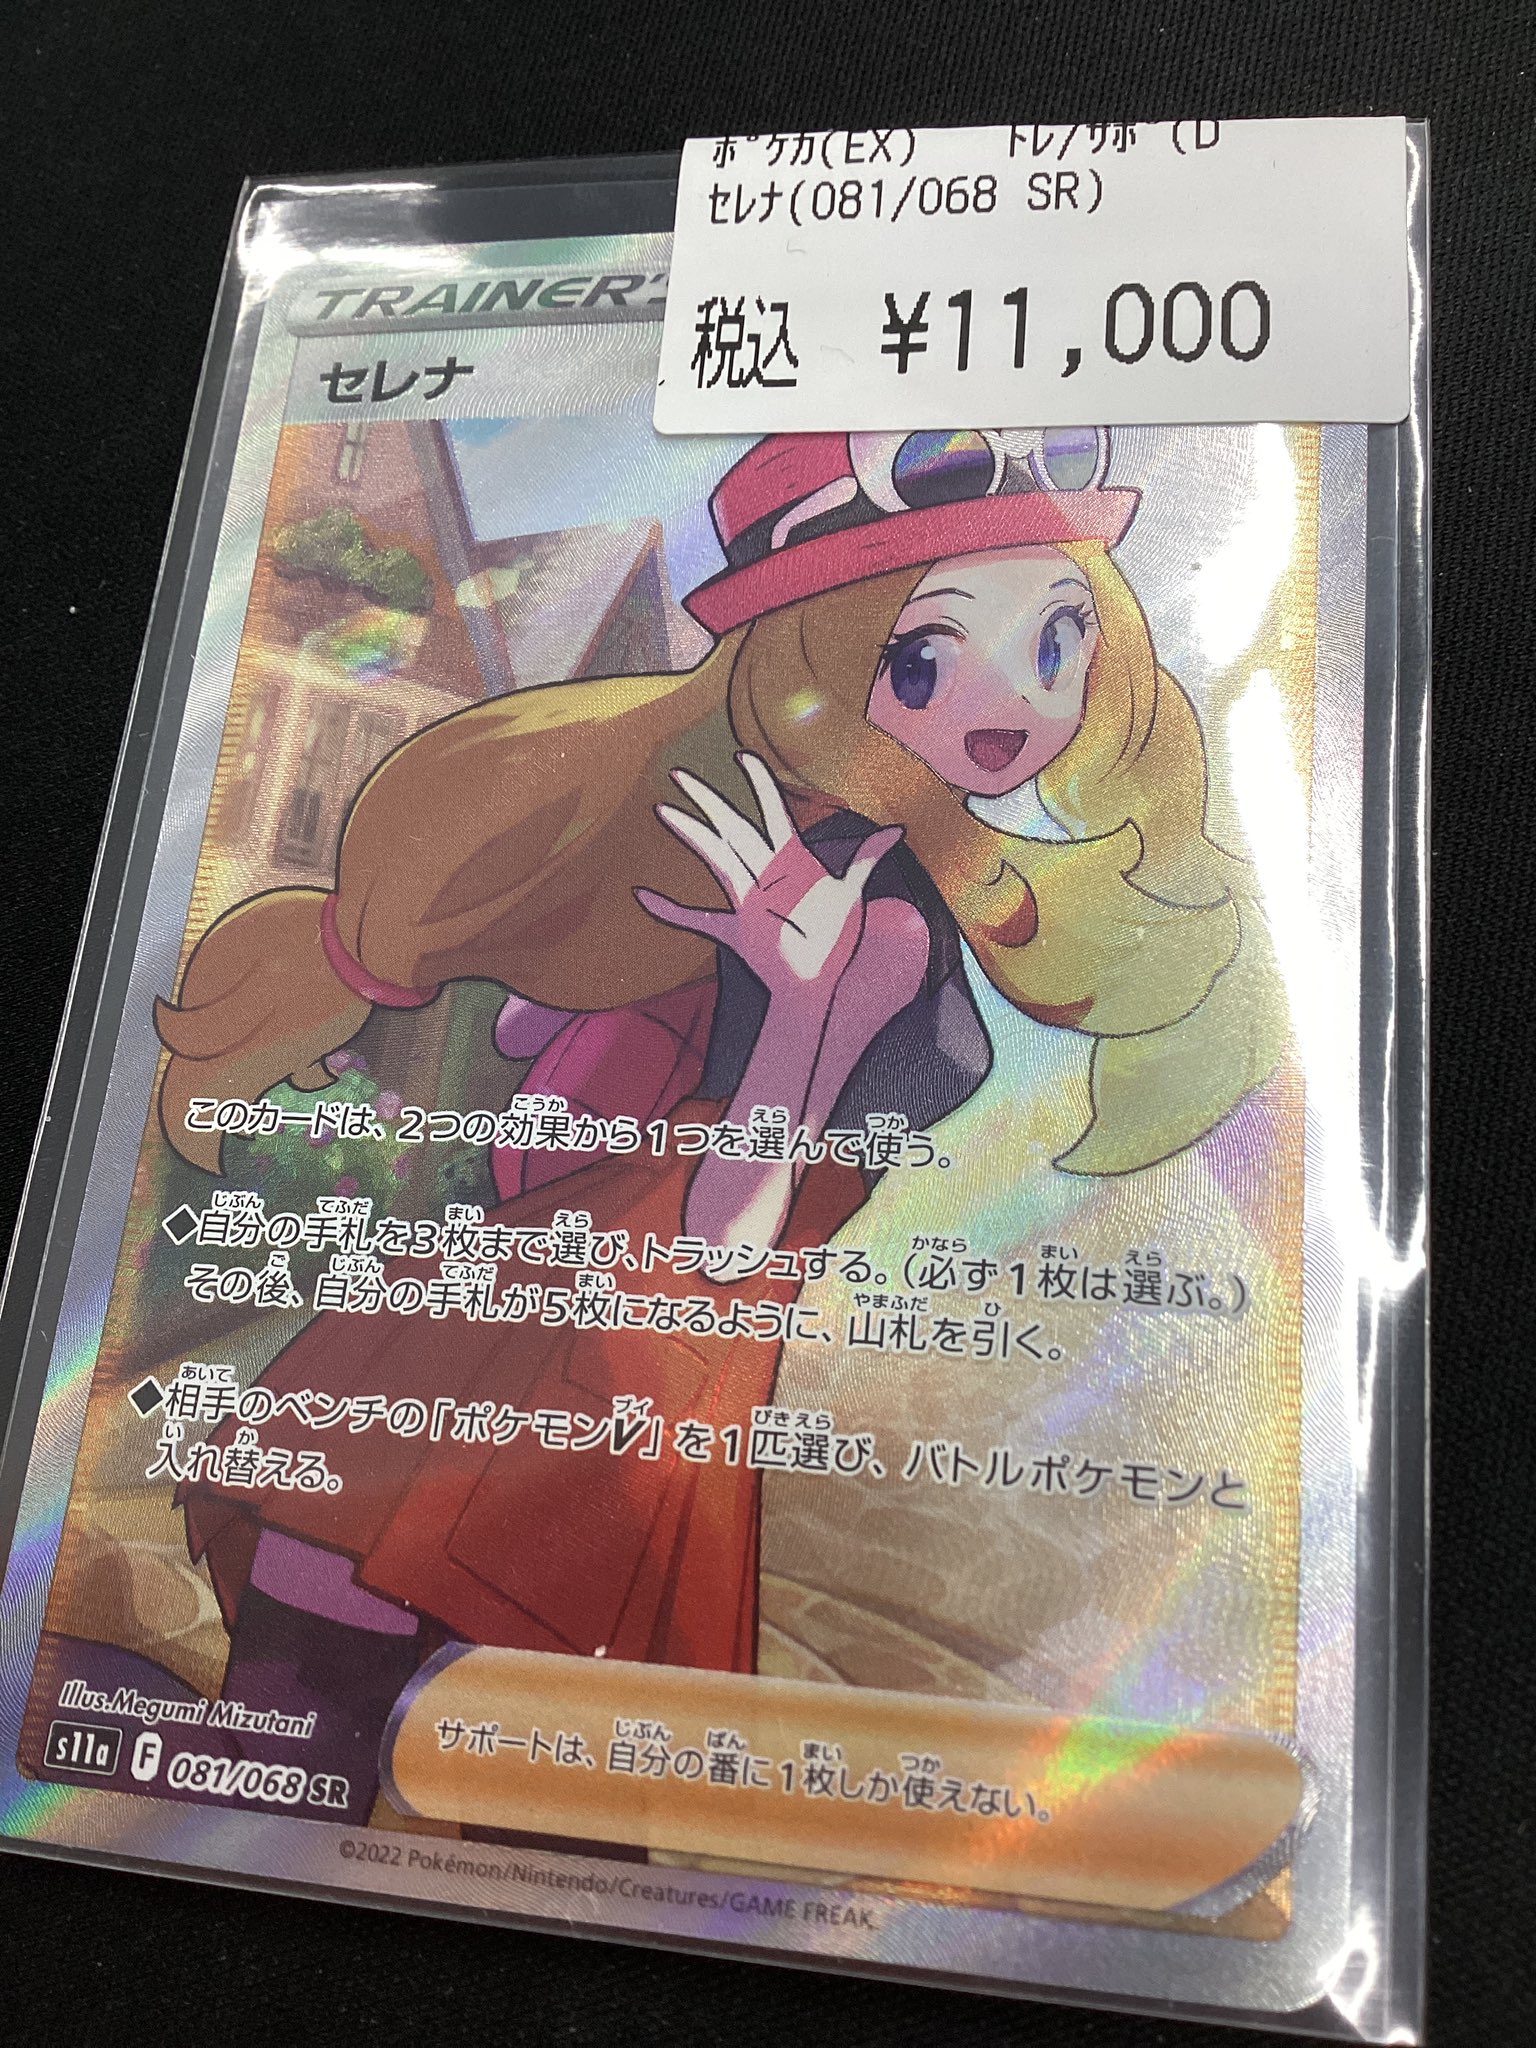 ポケカ(EX) トレ/サポ(D
セレナ(081/068 SR)
税込 ¥11,000
TRAINER'S
セレナ
このカードは、2つの効果から1つを選んで使う。
◆自分の手札を3枚まで選び、トラッシュする。(必ず1枚は選ぶ。)
その後、自分の手札が5枚になるように、山札を引く。
◆相手のベンチの「ポケモンV」を1匹選び、バトルポケモンと
入れ替える。
Illus.Megumi Mizutani
s11a F 081/068 SR
サポートは、自分の番に1枚しか使えない。
©2022 Pokémon/Nintendo/Creatures/GAME FREAK